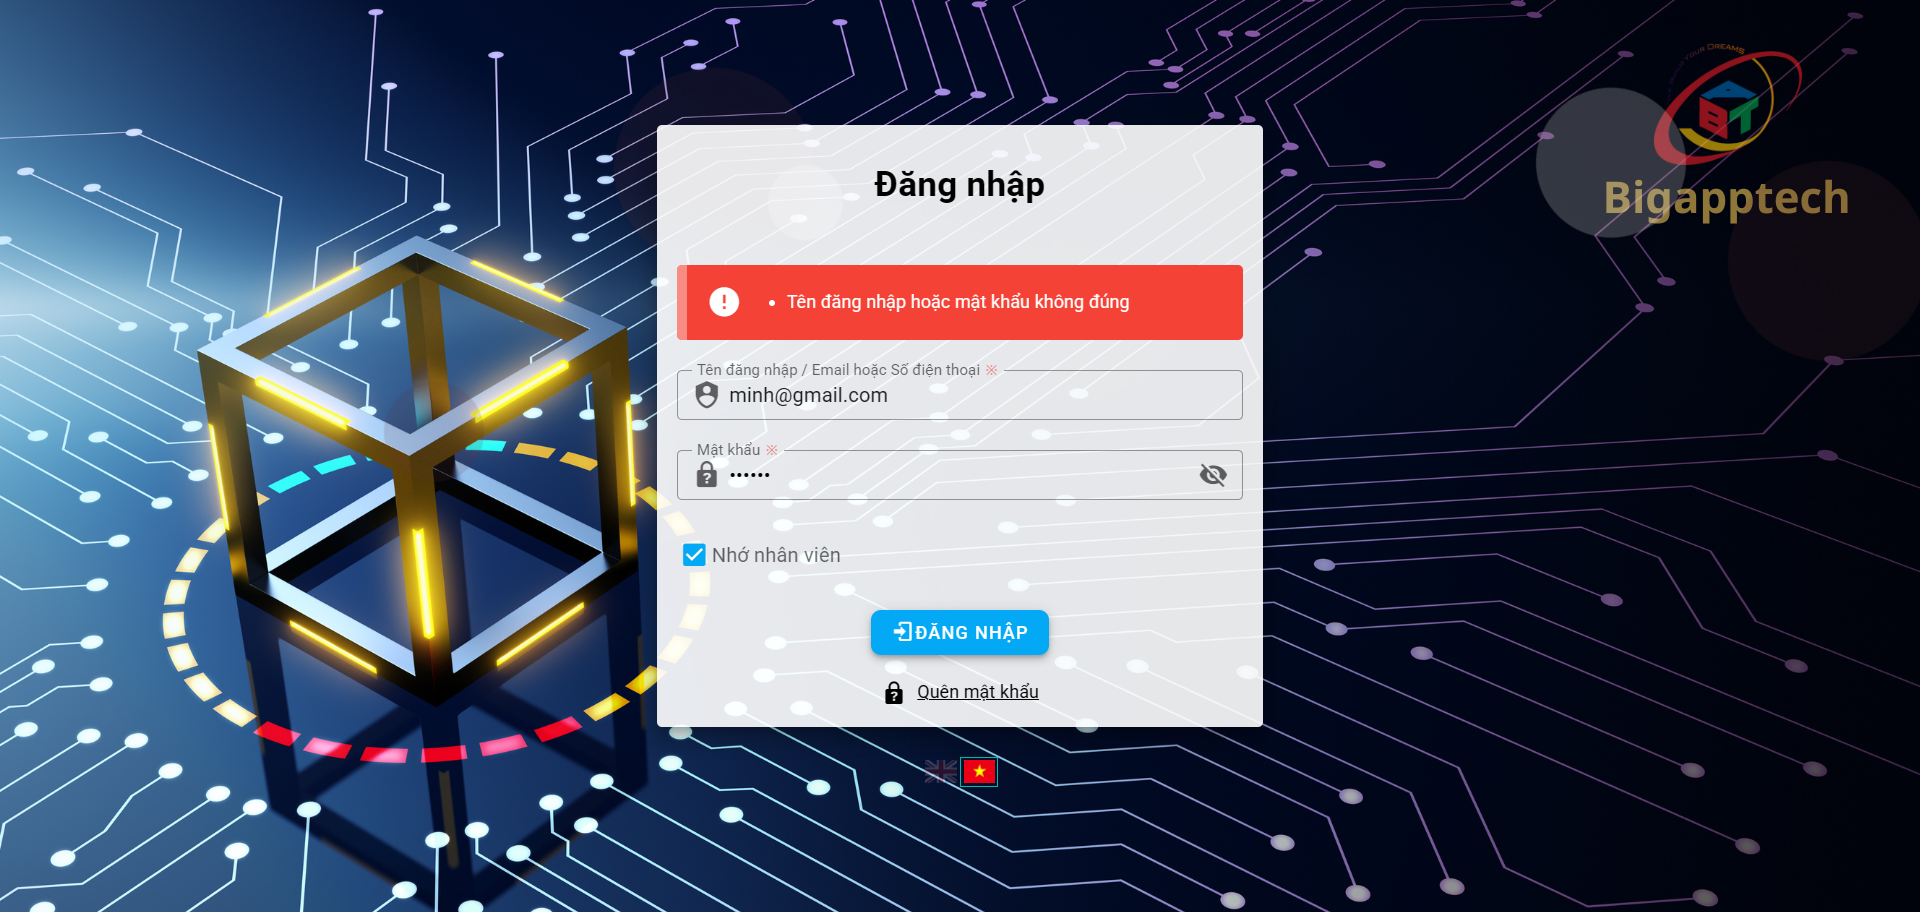 YOUR DREAMS
ABT
Bigapptech
Đăng nhập
Tên đăng nhập hoặc mật khẩu không đúng
Tên đăng nhập / Email hoặc Số điện thoại ※
minh@gmail.com
Mật khẩu ※
••••••
Nhớ nhân viên
ĐĂNG NHẬP
Quên mật khẩu